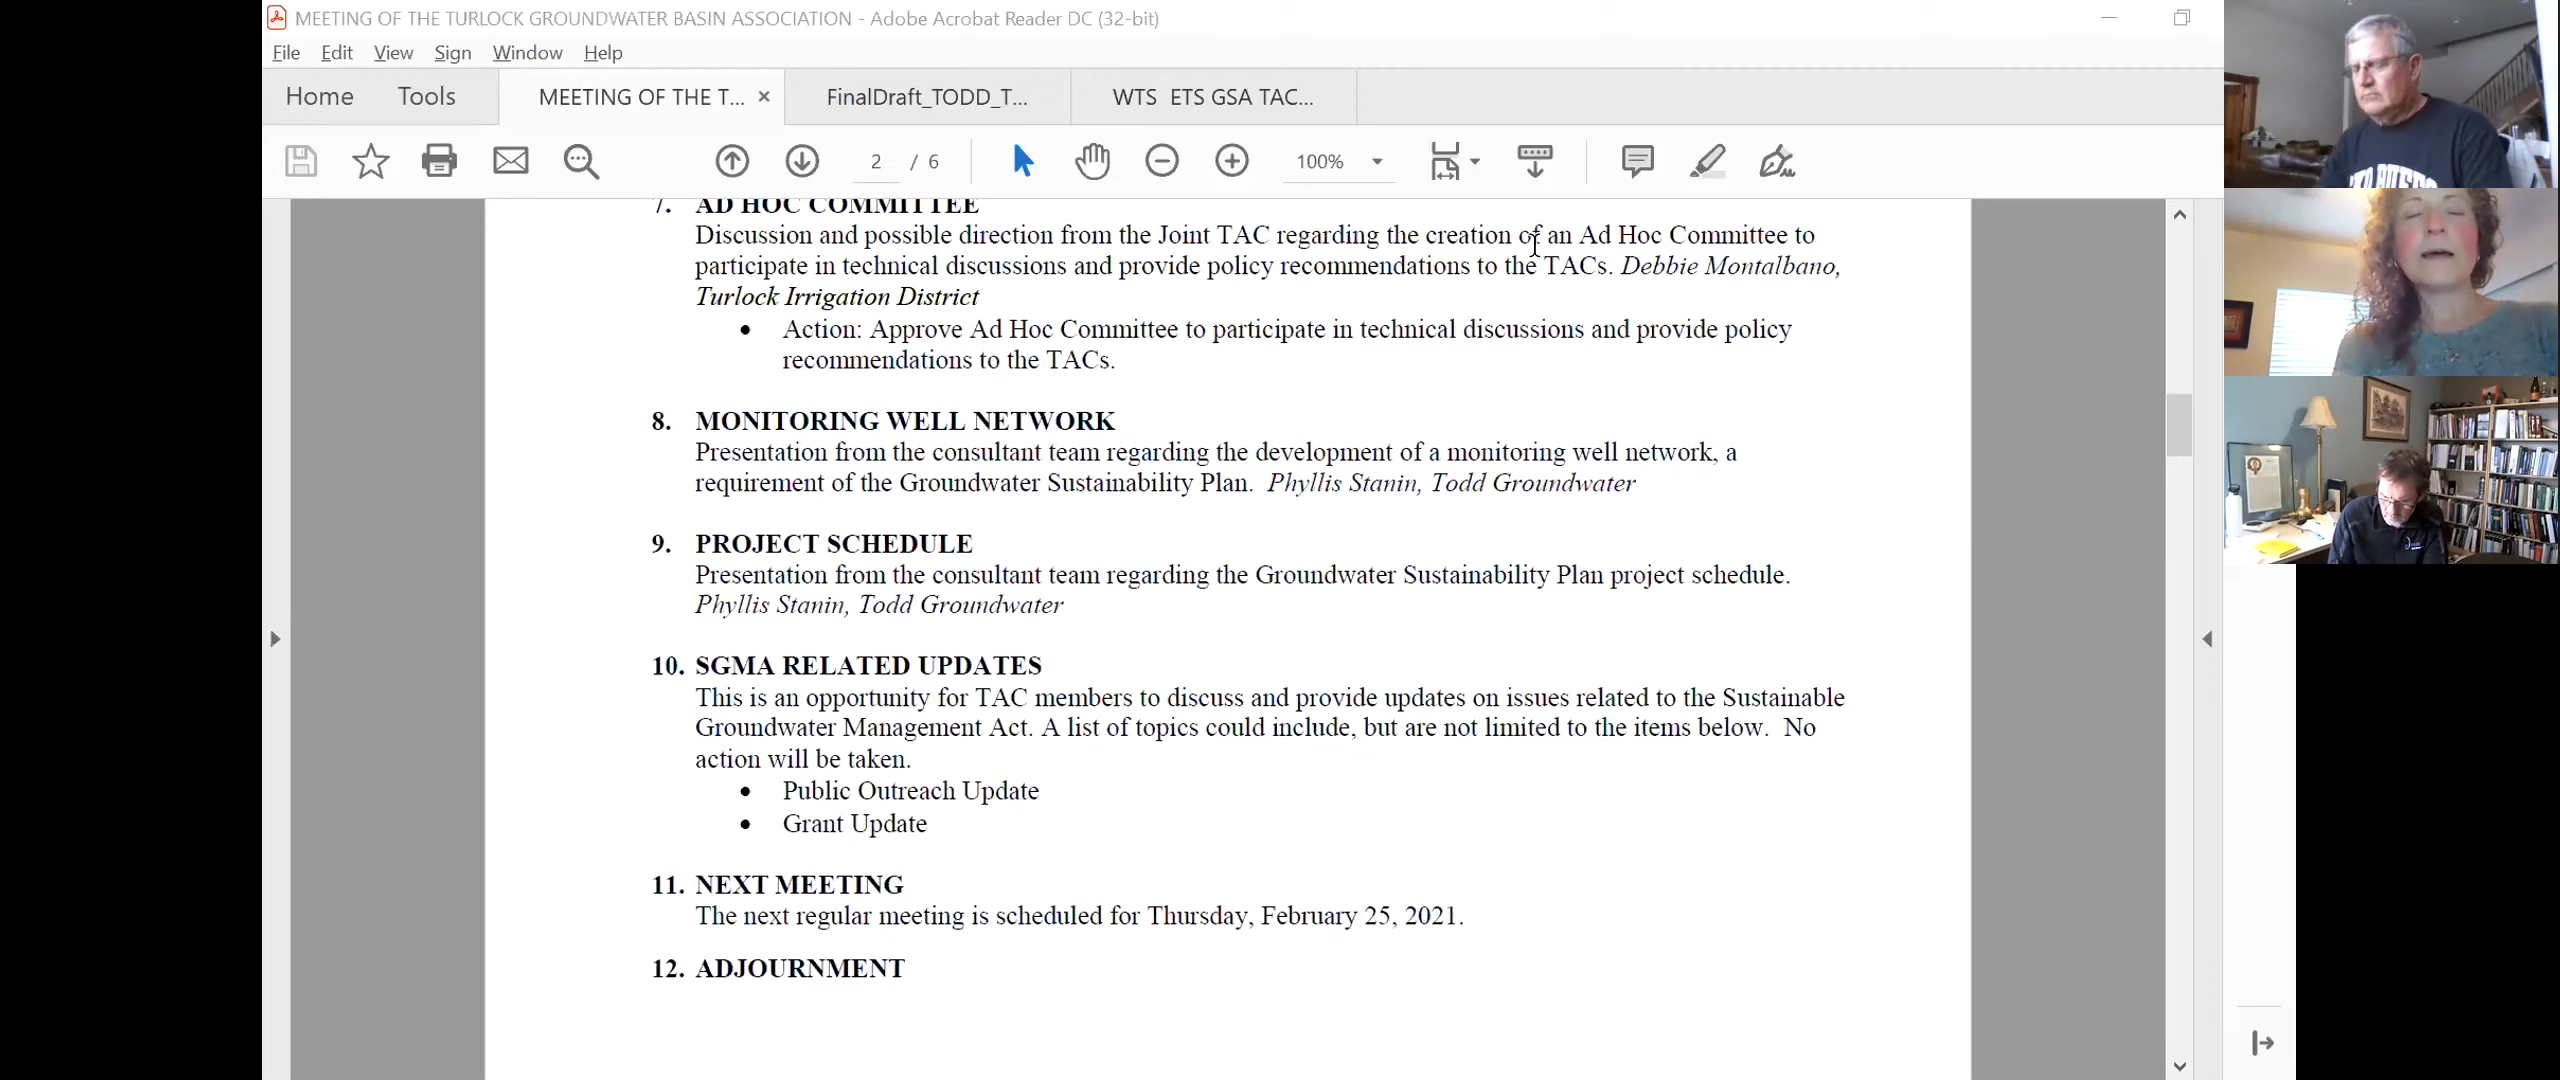 MEETING OF THE TURLOCK GROUNDWATER BASIN ASSOCIATION - Adobe Acrobat Reader DC (32-bit)
File Edit View Sign Window Help
Home Tools MEETING OF THE T... × FinalDraft_TODD_T... WTS ETS GSA TAC...
2 / 6 100%
7. AD HOC COMMITTEE
Discussion and possible direction from the Joint TAC regarding the creation of an Ad Hoc Committee to
participate in technical discussions and provide policy recommendations to the TACs. Debbie Montalbano,
Turlock Irrigation District
• Action: Approve Ad Hoc Committee to participate in technical discussions and provide policy
recommendations to the TACs.
8. MONITORING WELL NETWORK
Presentation from the consultant team regarding the development of a monitoring well network, a
requirement of the Groundwater Sustainability Plan. Phyllis Stanin, Todd Groundwater
9. PROJECT SCHEDULE
Presentation from the consultant team regarding the Groundwater Sustainability Plan project schedule.
Phyllis Stanin, Todd Groundwater
10. SGMA RELATED UPDATES
This is an opportunity for TAC members to discuss and provide updates on issues related to the Sustainable
Groundwater Management Act. A list of topics could include, but are not limited to the items below. No
action will be taken.
• Public Outreach Update
• Grant Update
11. NEXT MEETING
The next regular meeting is scheduled for Thursday, February 25, 2021.
12. ADJOURNMENT